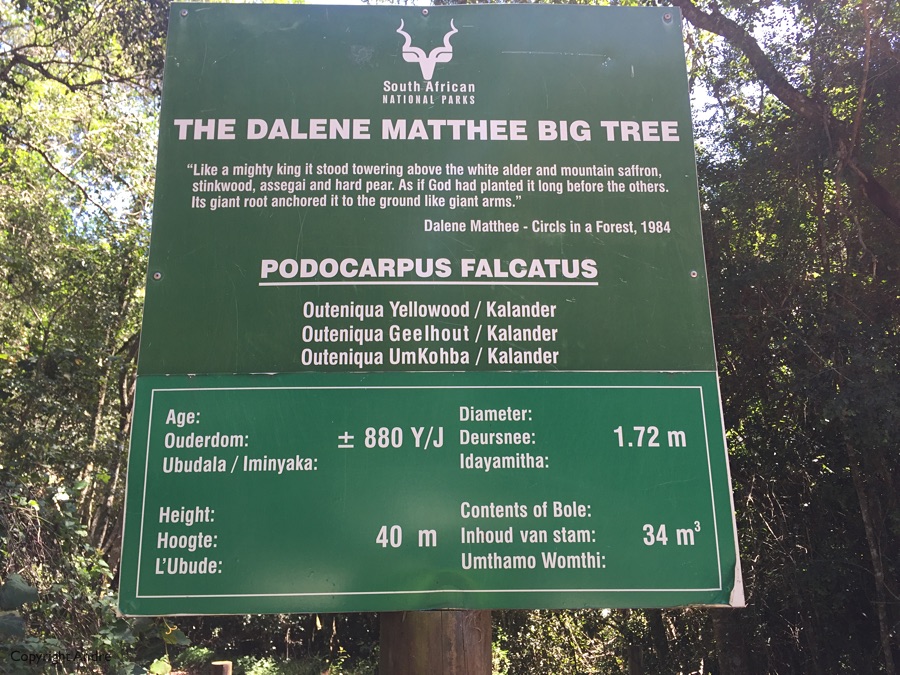 South African
NATIONAL PARKS
THE DALENE MATTHEE BIG TREE
“Like a mighty king it stood towering above the white alder and mountain saffron,
stinkwood, assegai and hard pear. As if God had planted it long before the others.
Its giant root anchored it to the ground like giant arms.”
Dalene Matthee - Circls in a Forest, 1984
PODOCARPUS FALCATUS
Outeniqua Yellowood / Kalander
Outeniqua Geelhout / Kalander
Outeniqua UmKohba / Kalander
Age:
Ouderdom:
Ubudala / Iminyaka:
± 880 Y/J
Diameter:
Deursnee:
Idayamitha:
1.72 m
Height:
Hoogte:
L’Ubude:
40 m
Contents of Bole:
Inhoud van stam:
Umthamo Womthi:
34 m³
Copyright Andre